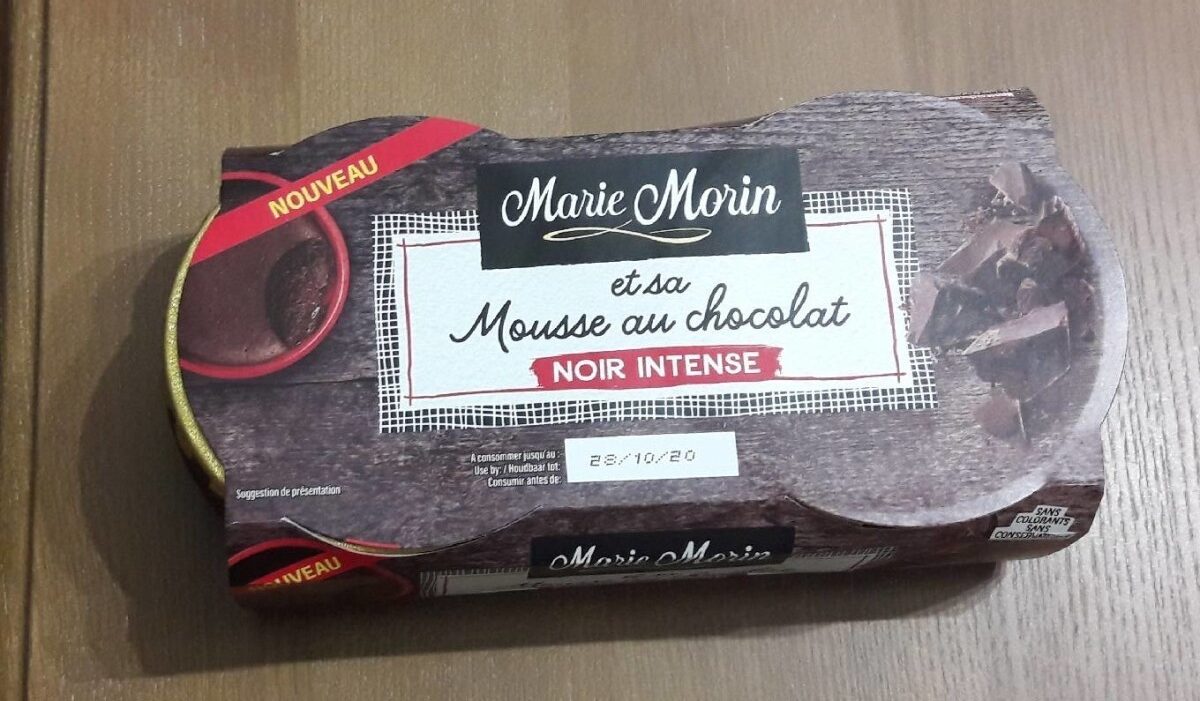 NOUVEAU
Marie Morin
et sa
Mousse au chocolat
NOIR INTENSE
A consommer jusqu'au :
Use by: / Houdbaar tot:
Consumir antes de:
28/10/20
Suggestion de présentation
SANS
COLORANTS
SANS
NOUVEAU
Marie Morin